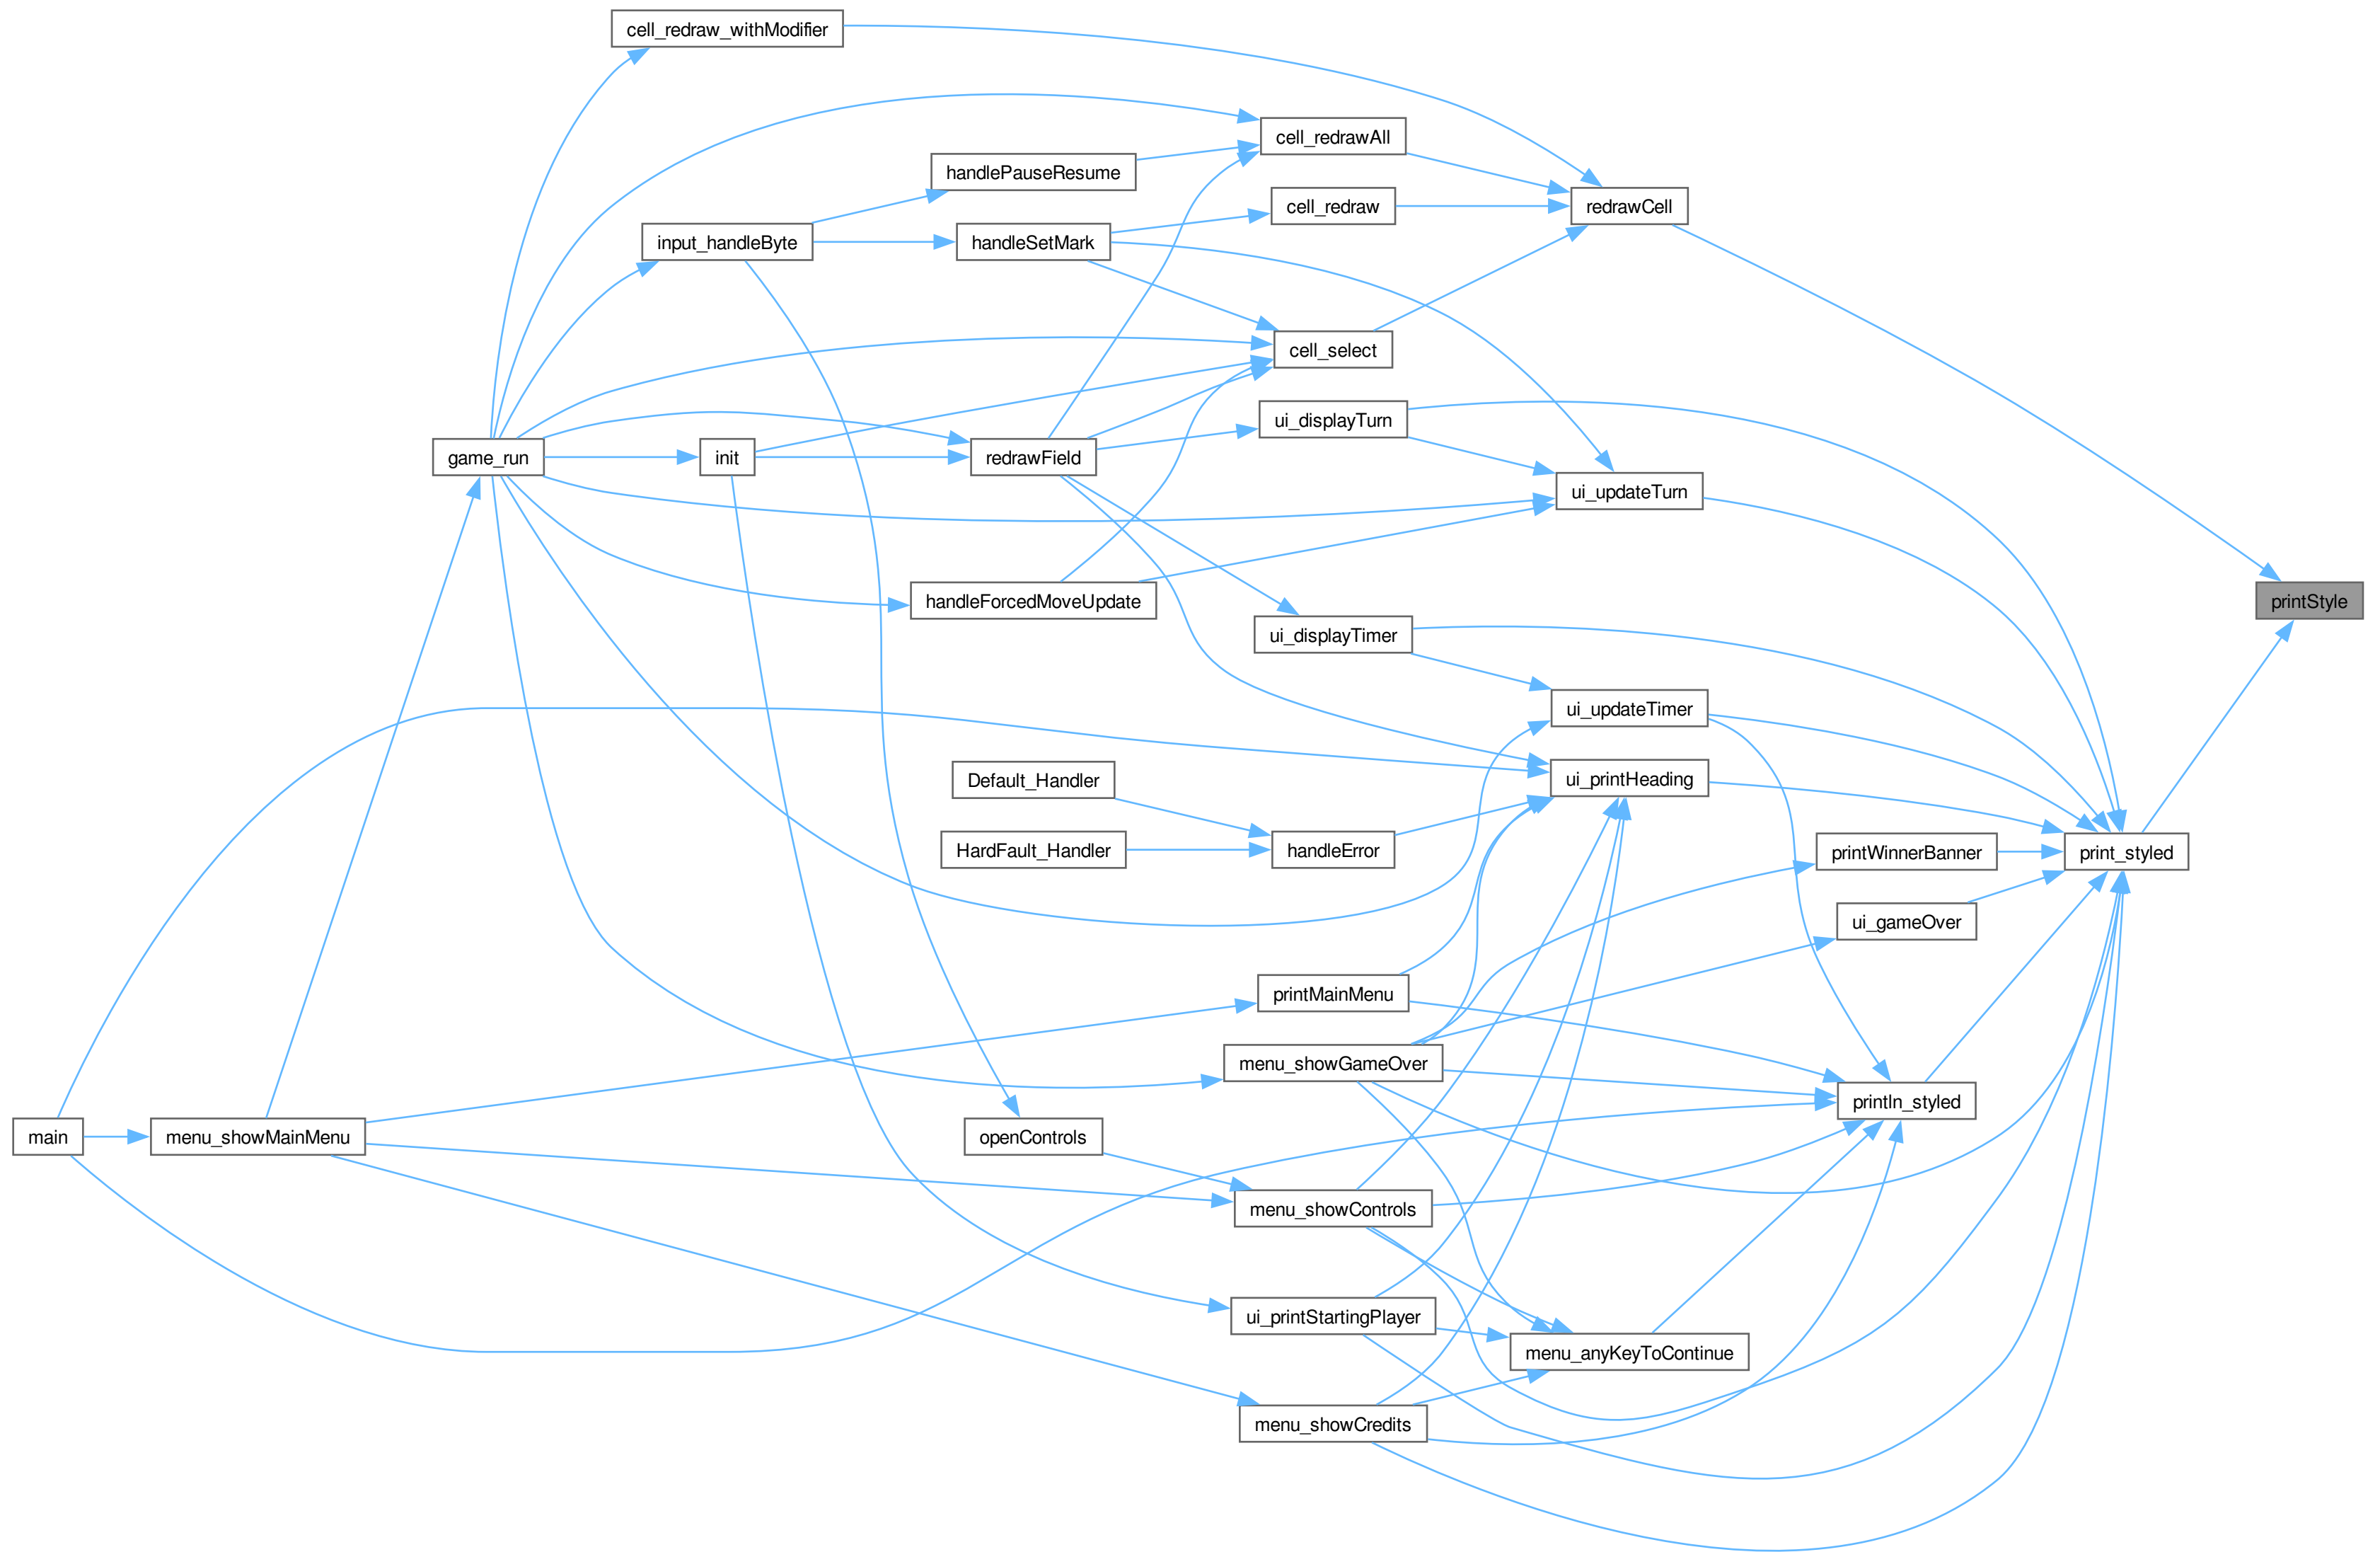 cell_redraw_withModifier
cell_redrawAll
handlePauseResume
cell_redraw
redrawCell
input_handleByte
handleSetMark
cell_select
ui_displayTurn
game_run
init
redrawField
ui_updateTurn
handleForcedMoveUpdate
printStyle
ui_displayTimer
ui_updateTimer
Default_Handler
ui_printHeading
HardFault_Handler
handleError
printWinnerBanner
print_styled
ui_gameOver
printMainMenu
menu_showGameOver
println_styled
main
menu_showMainMenu
openControls
menu_showControls
ui_printStartingPlayer
menu_anyKeyToContinue
menu_showCredits